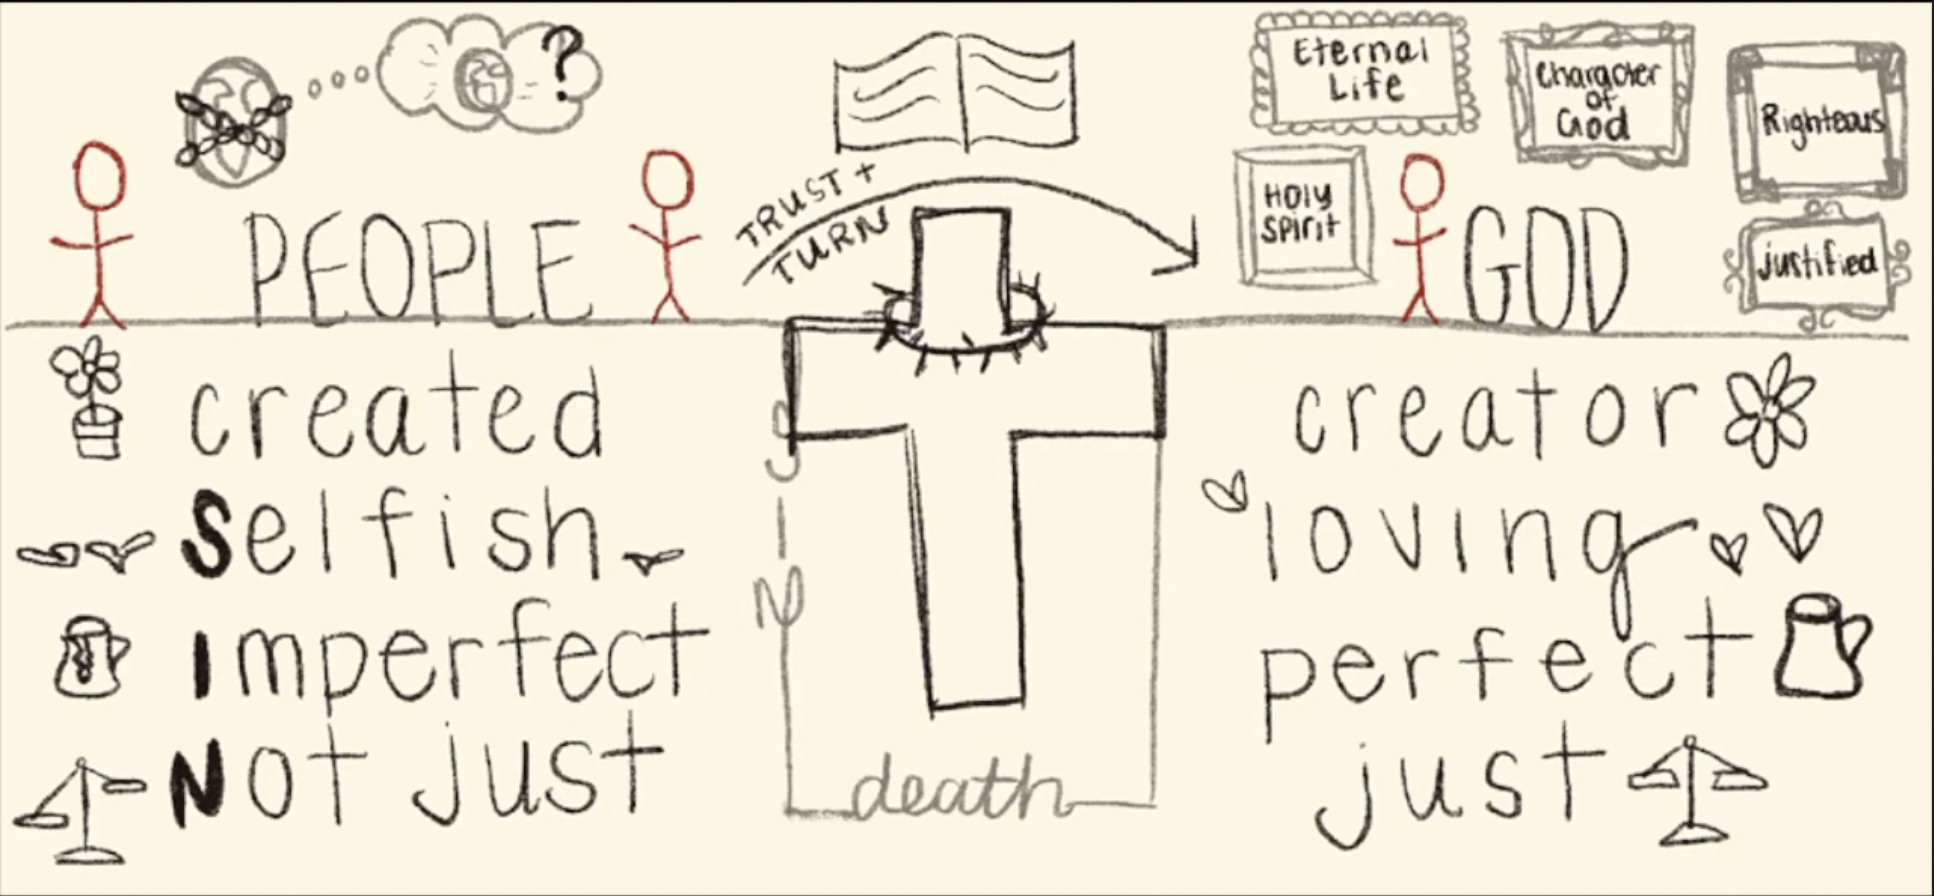 ?
Eternal
Life
Character
of
God
Righteous
HOLY
Spirit
justified
TRUST +
TURN
PEOPLE
GOD
created
Selfish
Imperfect
Not just
SIN
death
creator
loving
perfect
just